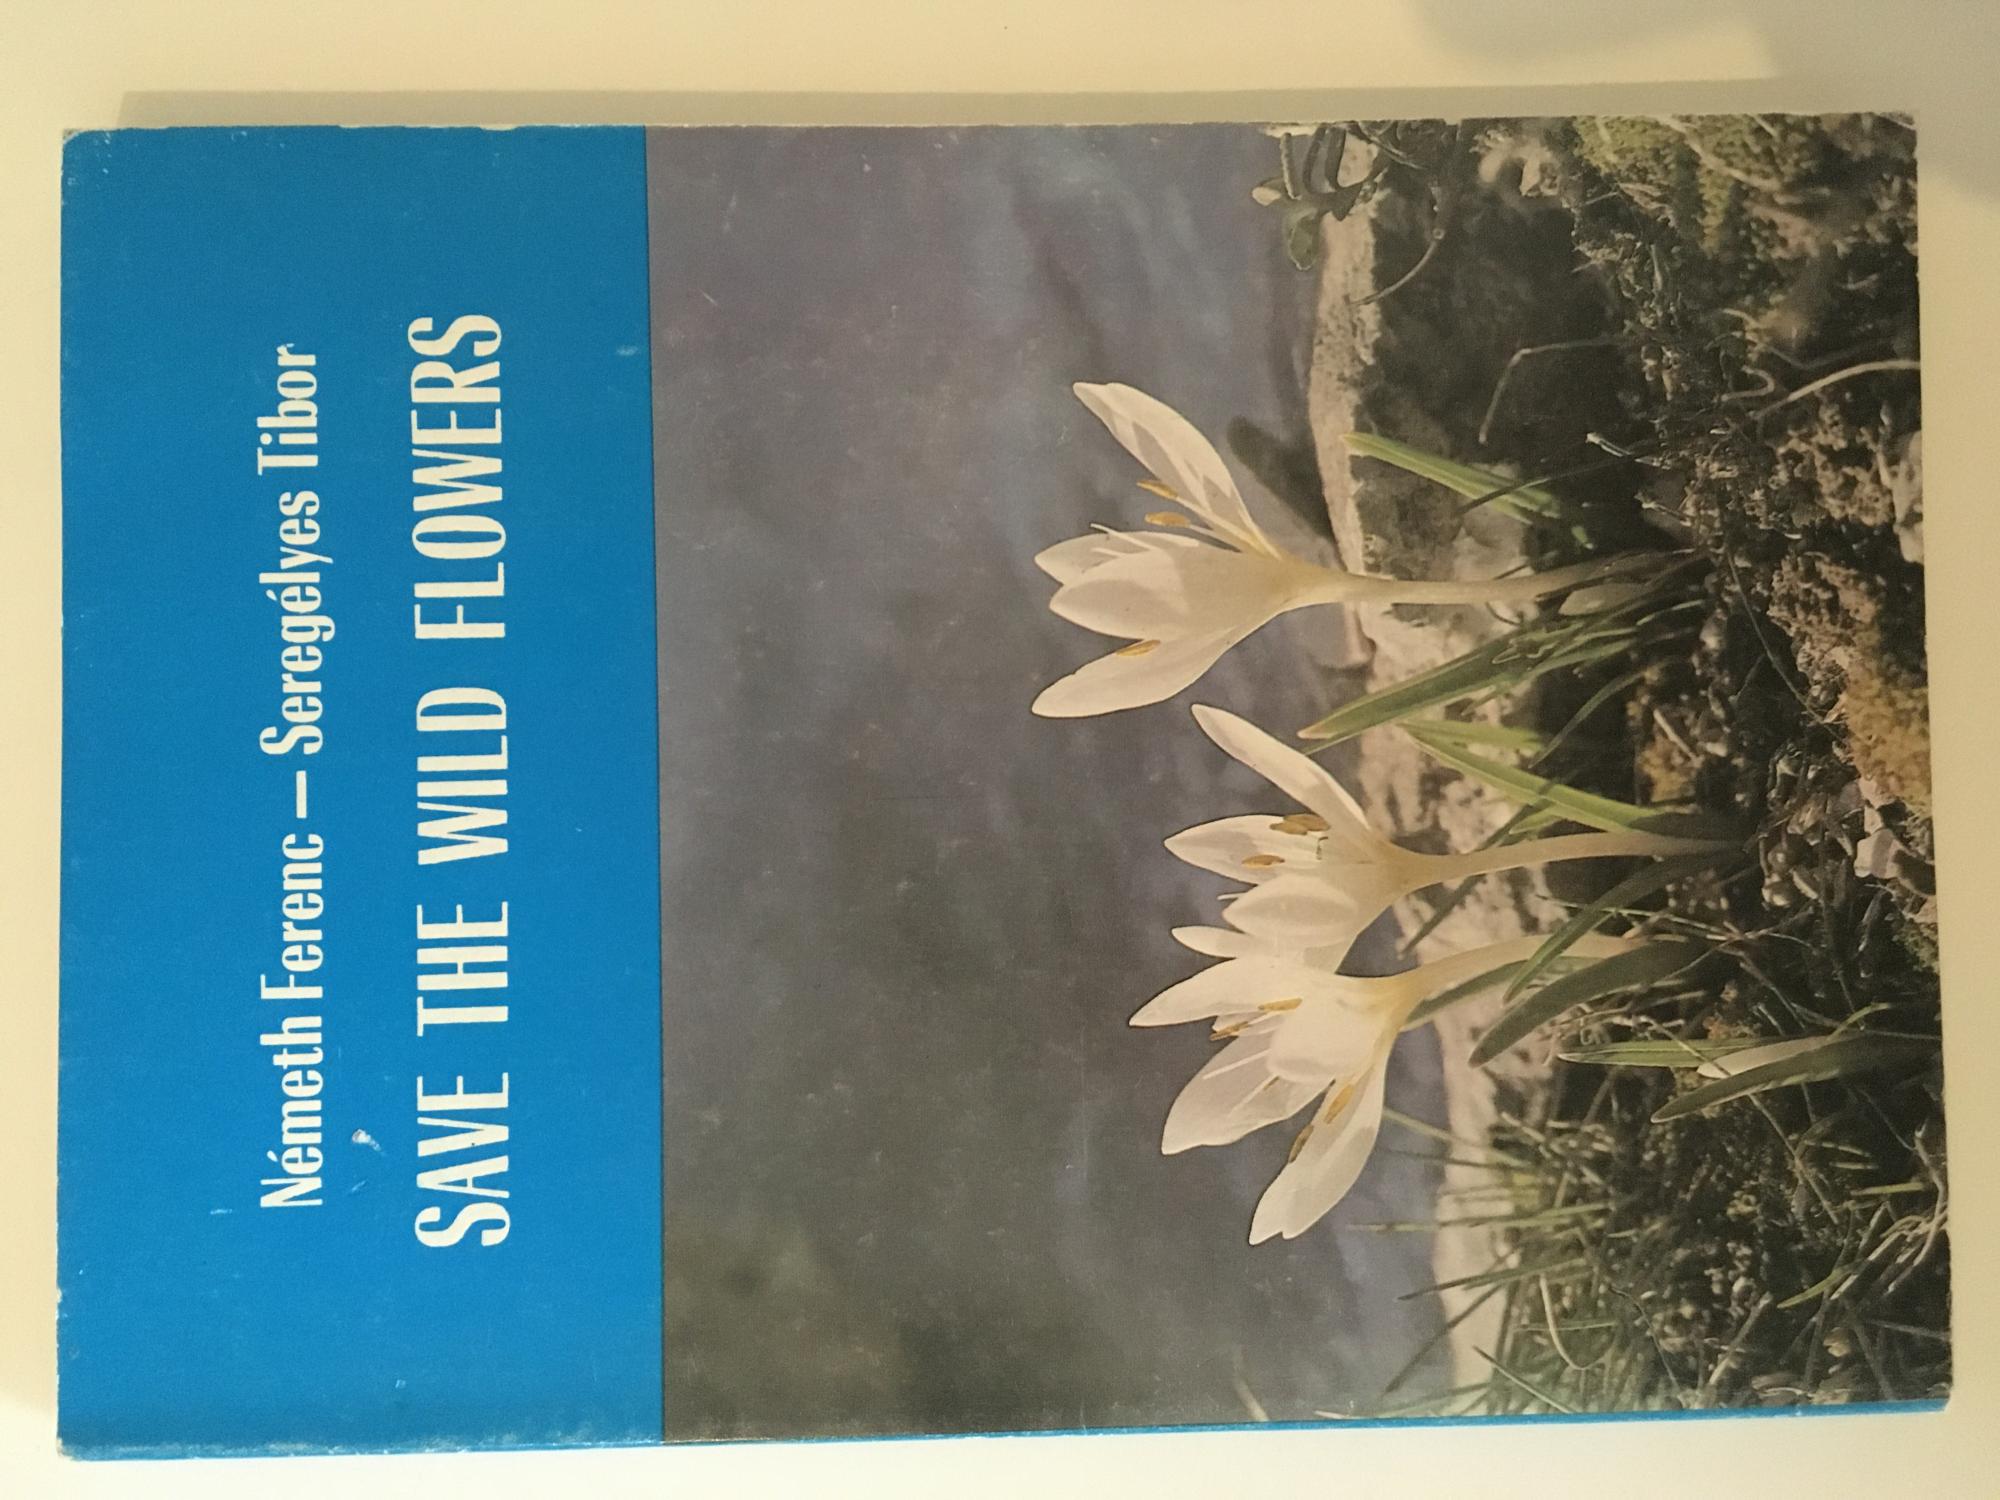 Németh Ferenc – Seregélyes Tibor
SAVE THE WILD FLOWERS